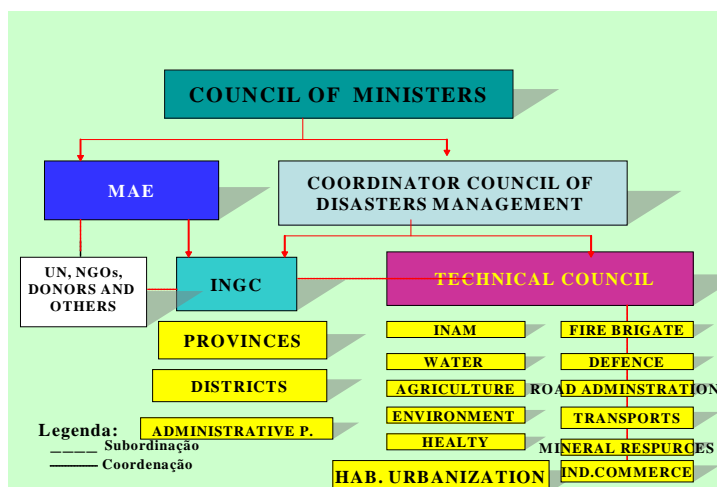 COUNCIL OF MINISTERS
MAE
COORDINATOR COUNCIL OF
DISASTERS MANAGEMENT
UN, NGOs,
DONORS AND
OTHERS
INGC
TECHNICAL COUNCIL
PROVINCES
DISTRICTS
ADMINISTRATIVE P.
INAM
WATER
AGRICULTURE
ENVIRONMENT
HEALTY
HAB. URBANIZATION
FIRE BRIGATE
DEFENCE
ROAD ADMINSTRATION
TRANSPORTS
MINERAL RESPURCES
IND.COMMERCE
Legenda:
Subordinação
Coordenação